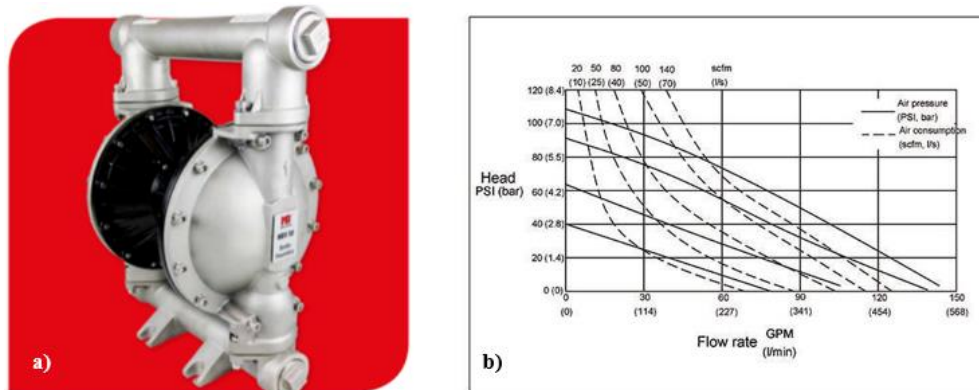 PRI
a)
20 50 80 100 140 scfm
(10) (25) (40) (50) (70) (l/s)
120 (8.4)
100 (7.0)
80 (5.5)
60 (4.2)
40 (2.8)
20 (1.4)
0 (0)
Head
PSI (bar)
Air pressure
(PSI, bar)
Air consumption
(scfm, l/s)
0 30 60 90 120 150
(0) (114) (227) (341) (454) (568)
Flow rate GPM
(l/min)
b)